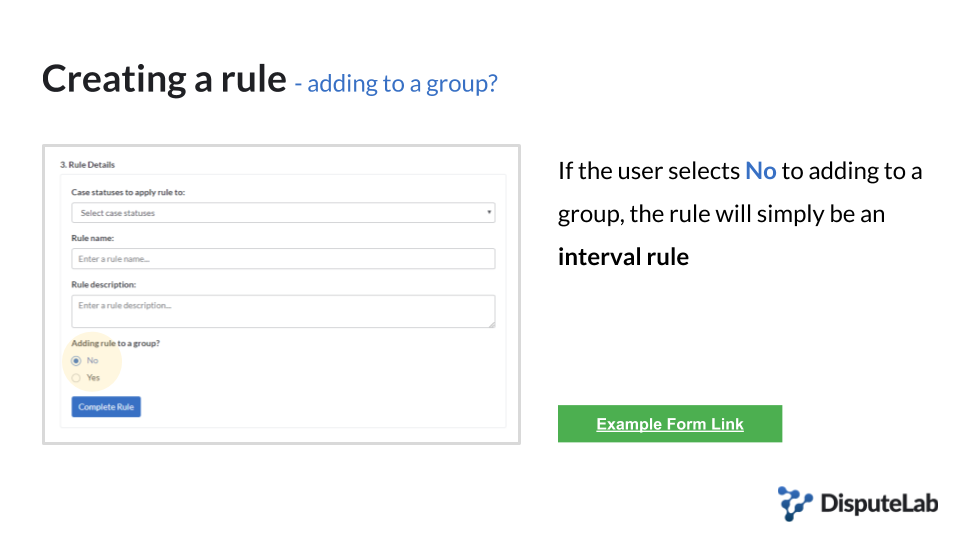 Creating a rule - adding to a group?
3. Rule Details
Case statuses to apply rule to:
Select case statuses
Rule name:
Enter a rule name...
Rule description:
Enter a rule description...
Adding rule to a group?
No
Yes
Complete Rule
If the user selects No to adding to a
group, the rule will simply be an
interval rule
Example Form Link
DisputeLab